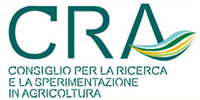 CRA
CONSIGLIO PER LA RICERCA
E LA SPERIMENTAZIONE
IN AGRICOLTURA